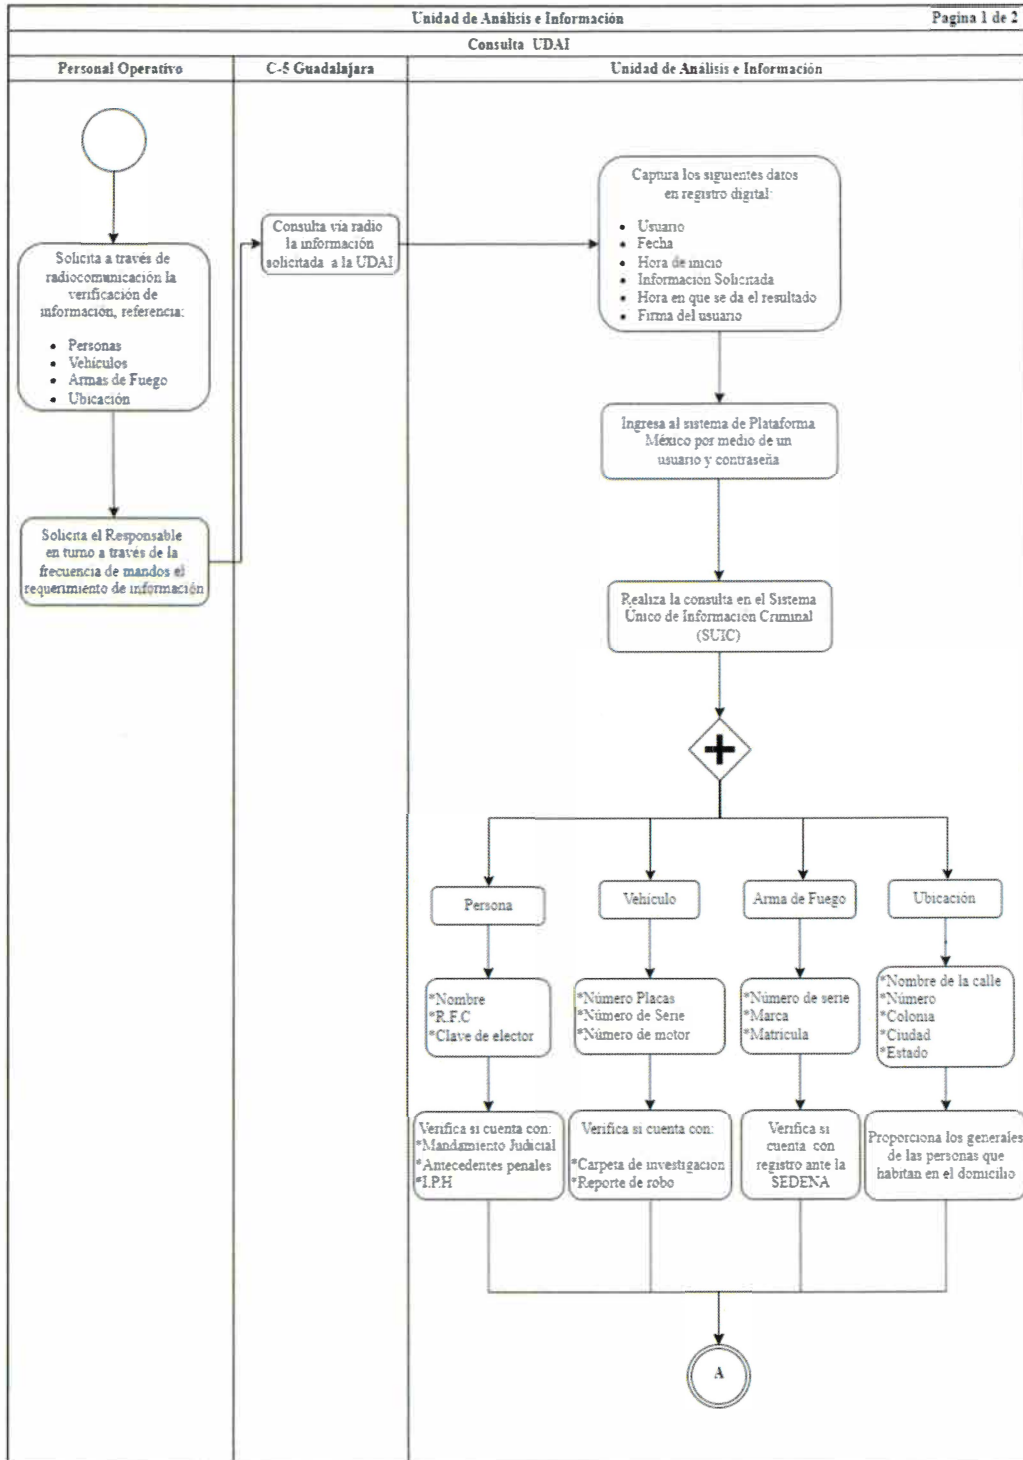 Unidad de Análisis e Información
Pagina 1 de 2
Consulta UDAI
Personal Operativo
C-5 Guadalajara
Unidad de Análisis e Información
Solicita a través de
radiocomunicación la
verificación de
información, referencia:
• Personas
• Vehículos
• Armas de Fuego
• Ubicación
Solicita el Responsable
en turno a través de la
frecuencia de mandos el
requerimiento de información
Consulta vía radio
la información
solicitada a la UDAI
Captura los siguientes datos
en registro digital:
• Usuario
• Fecha
• Hora de inicio
• Información Solicitada
• Hora en que se da el resultado
• Firma del usuario
Ingresa al sistema de Plataforma
México por medio de un
usuario y contraseña
Realiza la consulta en el Sistema
Único de Información Criminal
(SUIC)
Persona
Vehículo
Arma de Fuego
Ubicación
*Nombre
*R.F.C
*Clave de elector
*Número Placas
*Número de Serie
*Número de motor
*Número de serie
*Marca
*Matricula
*Nombre de la calle
*Número
*Colonia
*Ciudad
*Estado
Verifica si cuenta con:
*Mandamiento Judicial
*Antecedentes penales
*I.P.H
Verifica si cuenta con:
*Carpeta de investigación
*Reporte de robo
Verifica si
cuenta con
registro ante la
SEDENA
Proporciona los generales
de las personas que
habitan en el domicilio
A